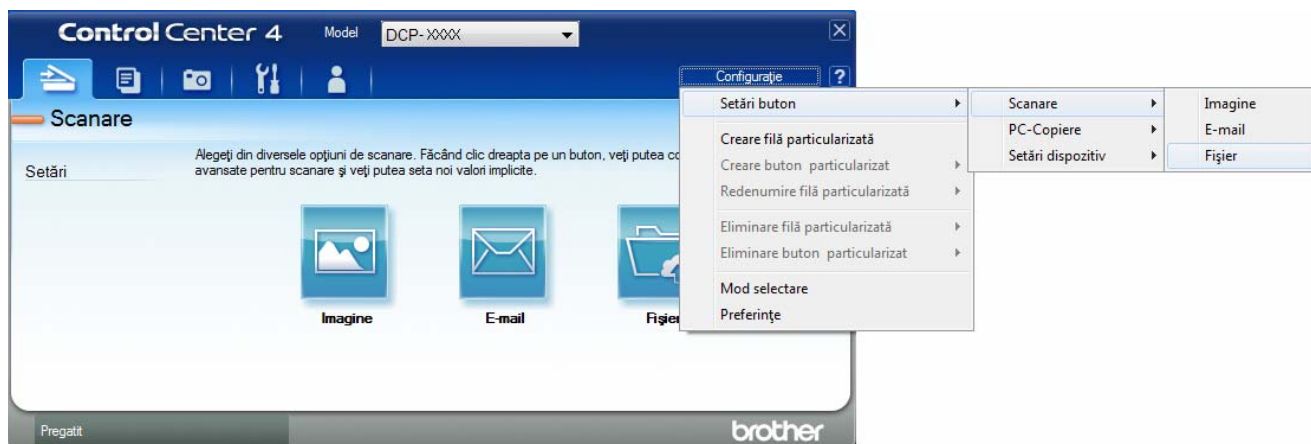 Control Center 4
Model
DCP-XXXX
Configurație
?
Scanare
Setări
Alegeți din diversele opțiuni de scanare. Făcând clic dreapta pe un buton, veți putea
avansate pentru scanare și veți putea seta noi valori implicite.
Imagine
E-mail
Fișier
Setări buton
Creare filă particularizată
Creare buton particularizat
Redenumire filă particularizată
Eliminare filă particularizată
Eliminare buton particularizat
Mod selectare
Preferințe
Scanare
PC-Copiere
Setări dispozitiv
Imagine
E-mail
Fișier
Pregatit
brother